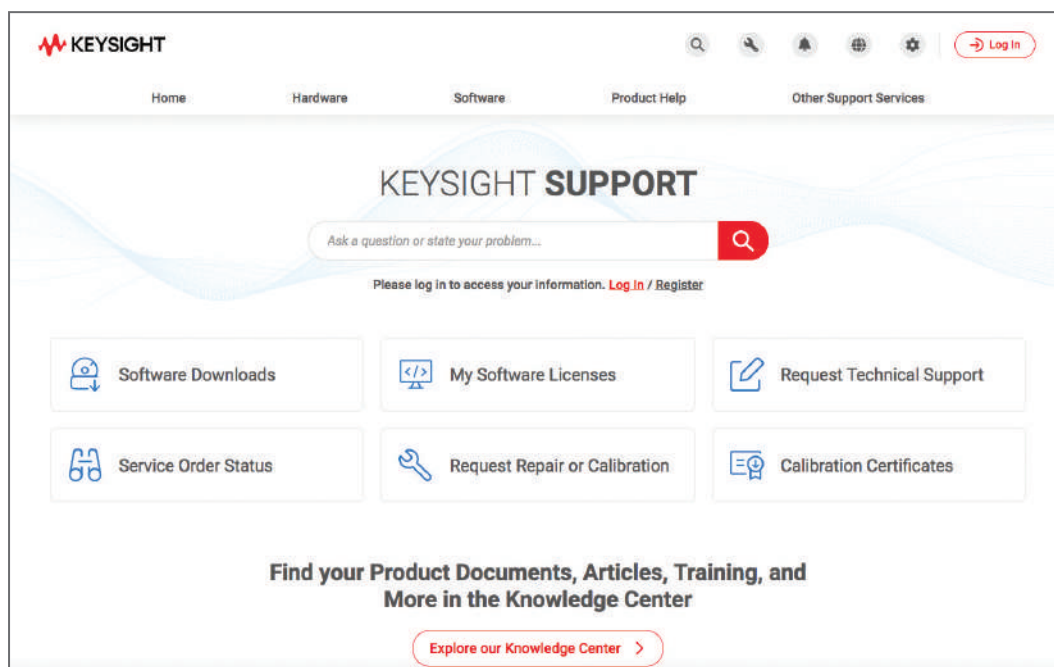 KEYSIGHT
Log In
Home Hardware Software Product Help Other Support Services
KEYSIGHT SUPPORT
Ask a question or state your problem...
Please log in to access your information. Log In / Register
Software Downloads
My Software Licenses
Request Technical Support
Service Order Status
Request Repair or Calibration
Calibration Certificates
Find your Product Documents, Articles, Training, and
More in the Knowledge Center
Explore our Knowledge Center